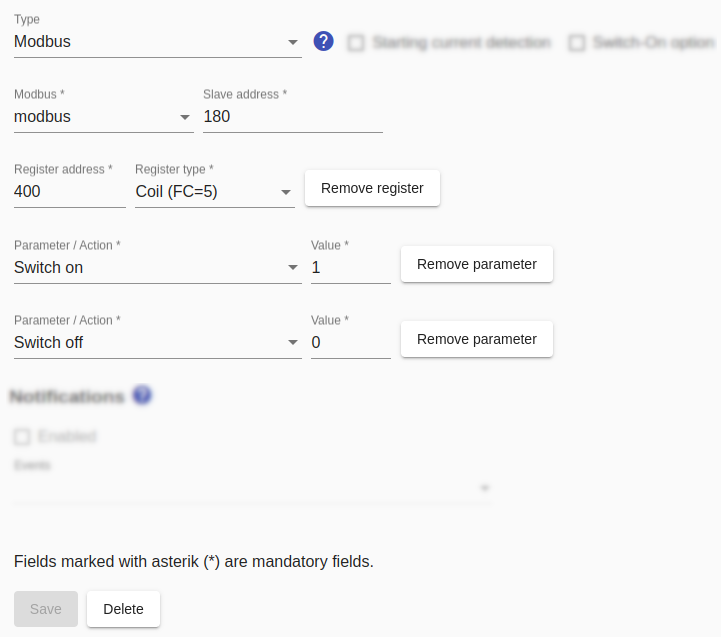 Type
Modbus ? Starting current detection Switch-On option
Modbus * Slave address *
modbus 180
Register address * Register type *
400 Coil (FC=5) Remove register
Parameter / Action * Value *
Switch on 1 Remove parameter
Parameter / Action * Value *
Switch off 0 Remove parameter
Notifications ?
Enabled
Events
Fields marked with asterik (*) are mandatory fields.
Save Delete